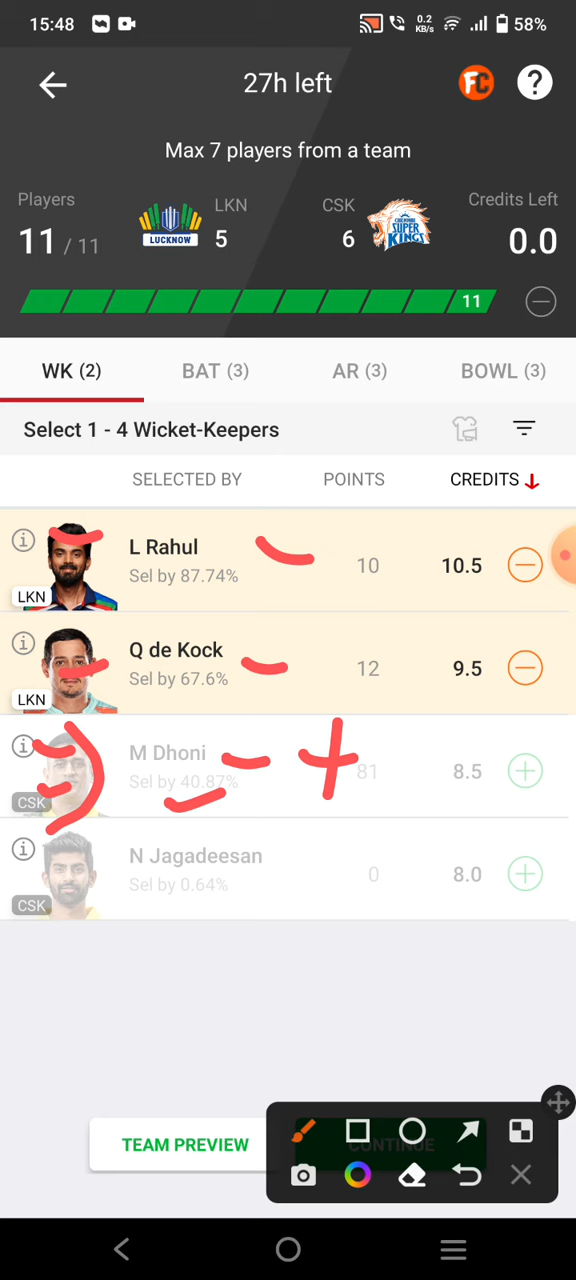 15:48 0.2 KB/s 58%
27h left FC ?
Max 7 players from a team
Players LKN CSK Credits Left
11 / 11 LUCKNOW 5 6 CHENNAI SUPER KINGS 0.0
11
WK (2) BAT (3) AR (3) BOWL (3)
Select 1 - 4 Wicket-Keepers
SELECTED BY POINTS CREDITS
L Rahul
Sel by 87.74% 10 10.5
LKN
Q de Kock
Sel by 67.6% 12 9.5
LKN
M Dhoni
Sel by 40.87% 81 8.5
CSK
N Jagadeesan
Sel by 0.64% 0 8.0
CSK
TEAM PREVIEW CONTINUE